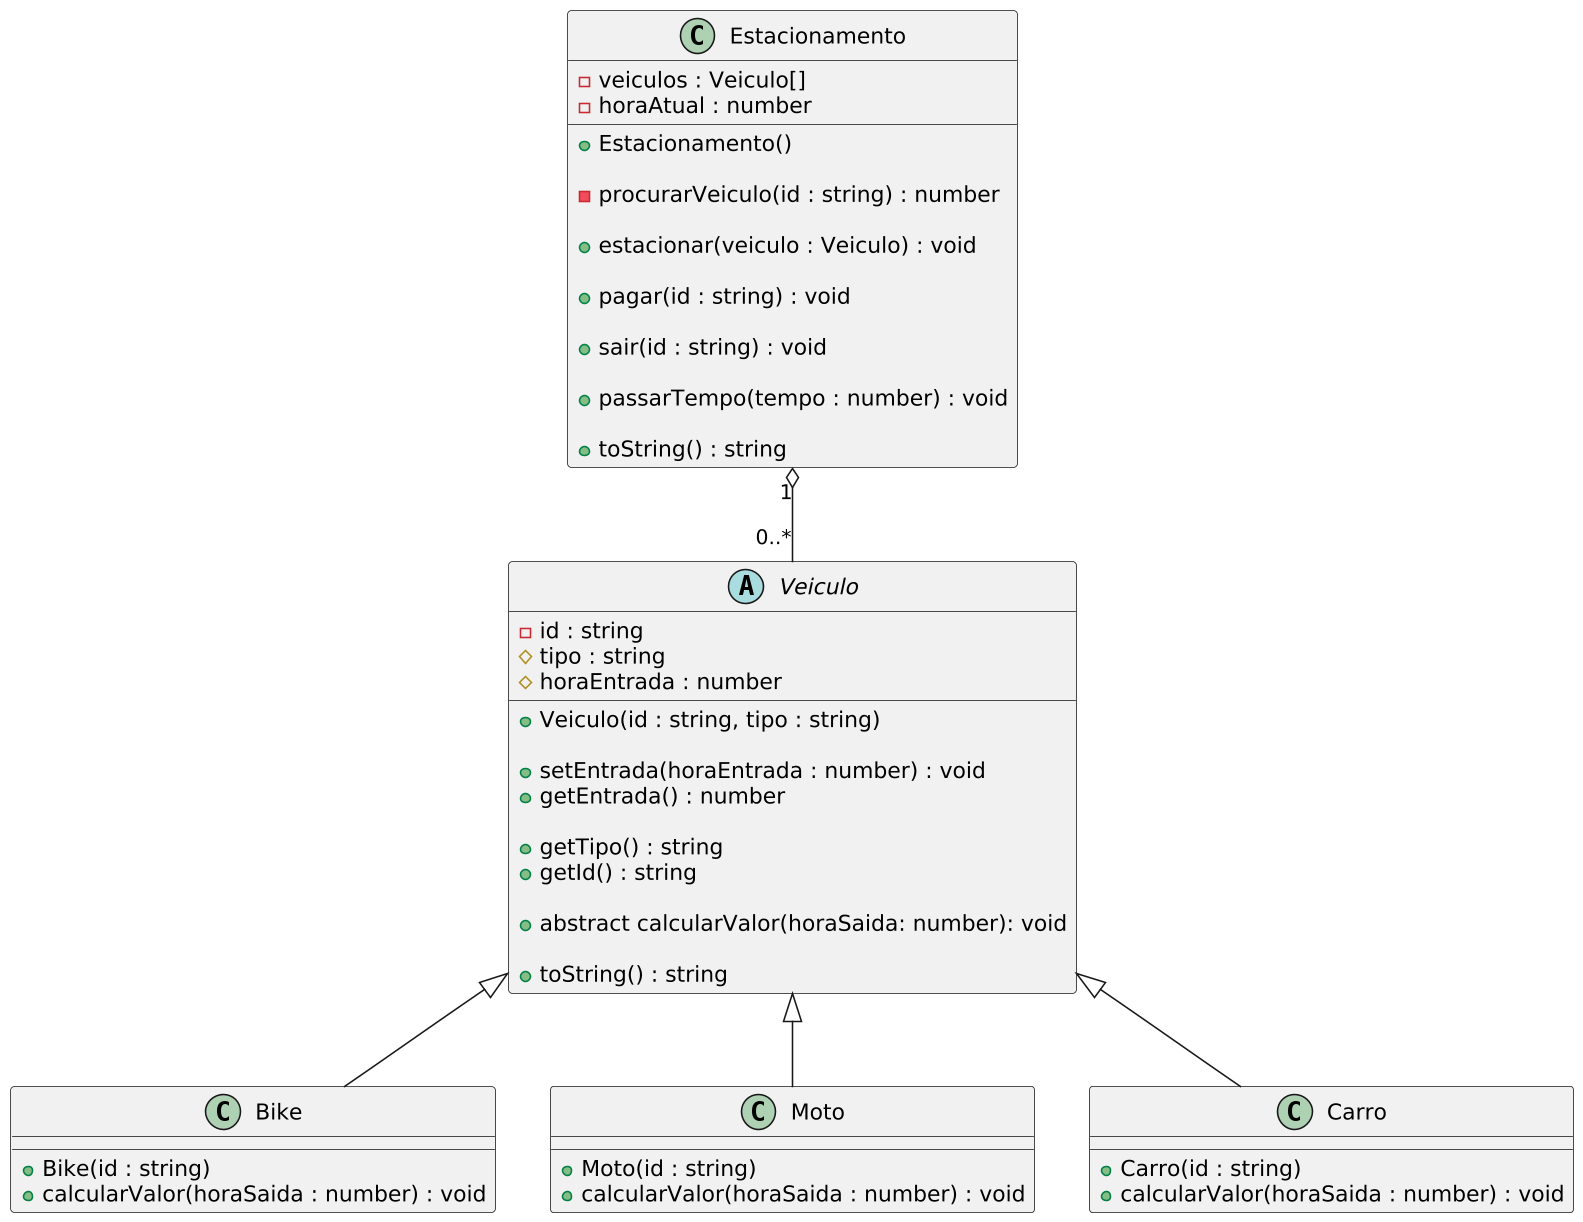 C Estacionamento
veiculos : Veiculo[]
horaAtual : number
Estacionamento()
procurarVeiculo(id : string) : number
estacionar(veiculo : Veiculo) : void
pagar(id : string) : void
sair(id : string) : void
passarTempo(tempo : number) : void
toString() : string
1
0..*
A Veiculo
id : string
tipo : string
horaEntrada : number
Veiculo(id : string, tipo : string)
setEntrada(horaEntrada : number) : void
getEntrada() : number
getTipo() : string
getId() : string
abstract calcularValor(horaSaida: number): void
toString() : string
C Bike
Bike(id : string)
calcularValor(horaSaida : number) : void
C Moto
Moto(id : string)
calcularValor(horaSaida : number) : void
C Carro
Carro(id : string)
calcularValor(horaSaida : number) : void